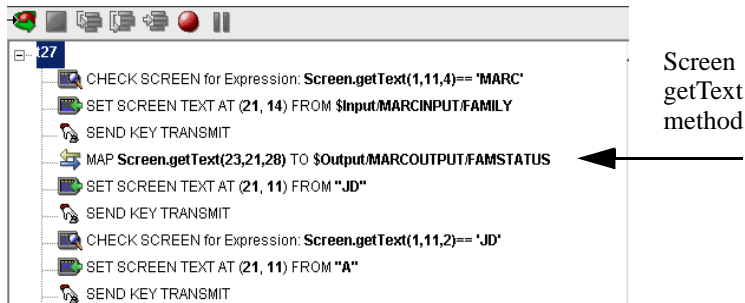 t27
CHECK SCREEN for Expression: Screen.getText(1,11,4)== 'MARC'
SET SCREEN TEXT AT (21, 14) FROM $Input/MARCINPUT/FAMILY
SEND KEY TRANSMIT
MAP Screen.getText(23,21,28) TO $Output/MARCOUTPUT/FAMSTATUS
SET SCREEN TEXT AT (21, 11) FROM "JD"
SEND KEY TRANSMIT
CHECK SCREEN for Expression: Screen.getText(1,11,2)== 'JD'
SET SCREEN TEXT AT (21, 11) FROM "A"
SEND KEY TRANSMIT
Screen
getText
method